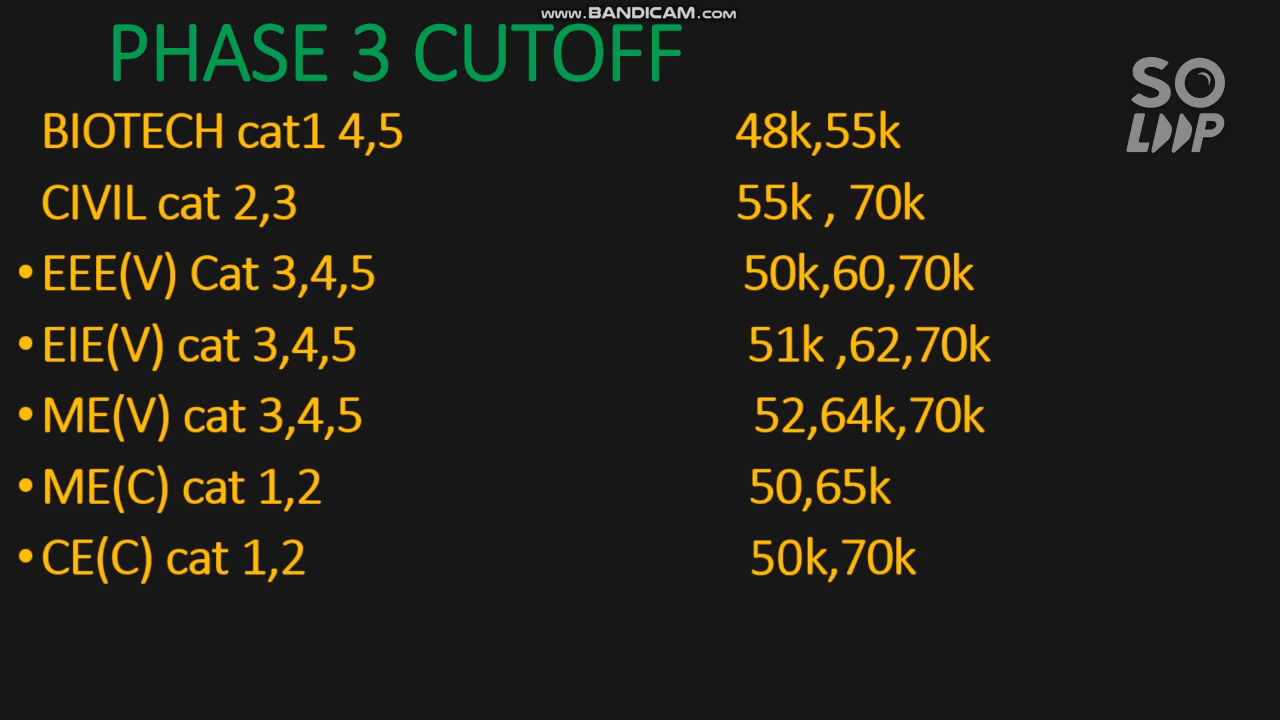 www.BANDICAM.com
PHASE 3 CUTOFF
SO
LOOP
BIOTECH cat1 4,5 48k,55k
CIVIL cat 2,3 55k , 70k
• EEE(V) Cat 3,4,5 50k,60,70k
• EIE(V) cat 3,4,5 51k ,62,70k
• ME(V) cat 3,4,5 52,64k,70k
• ME(C) cat 1,2 50,65k
• CE(C) cat 1,2 50k,70k